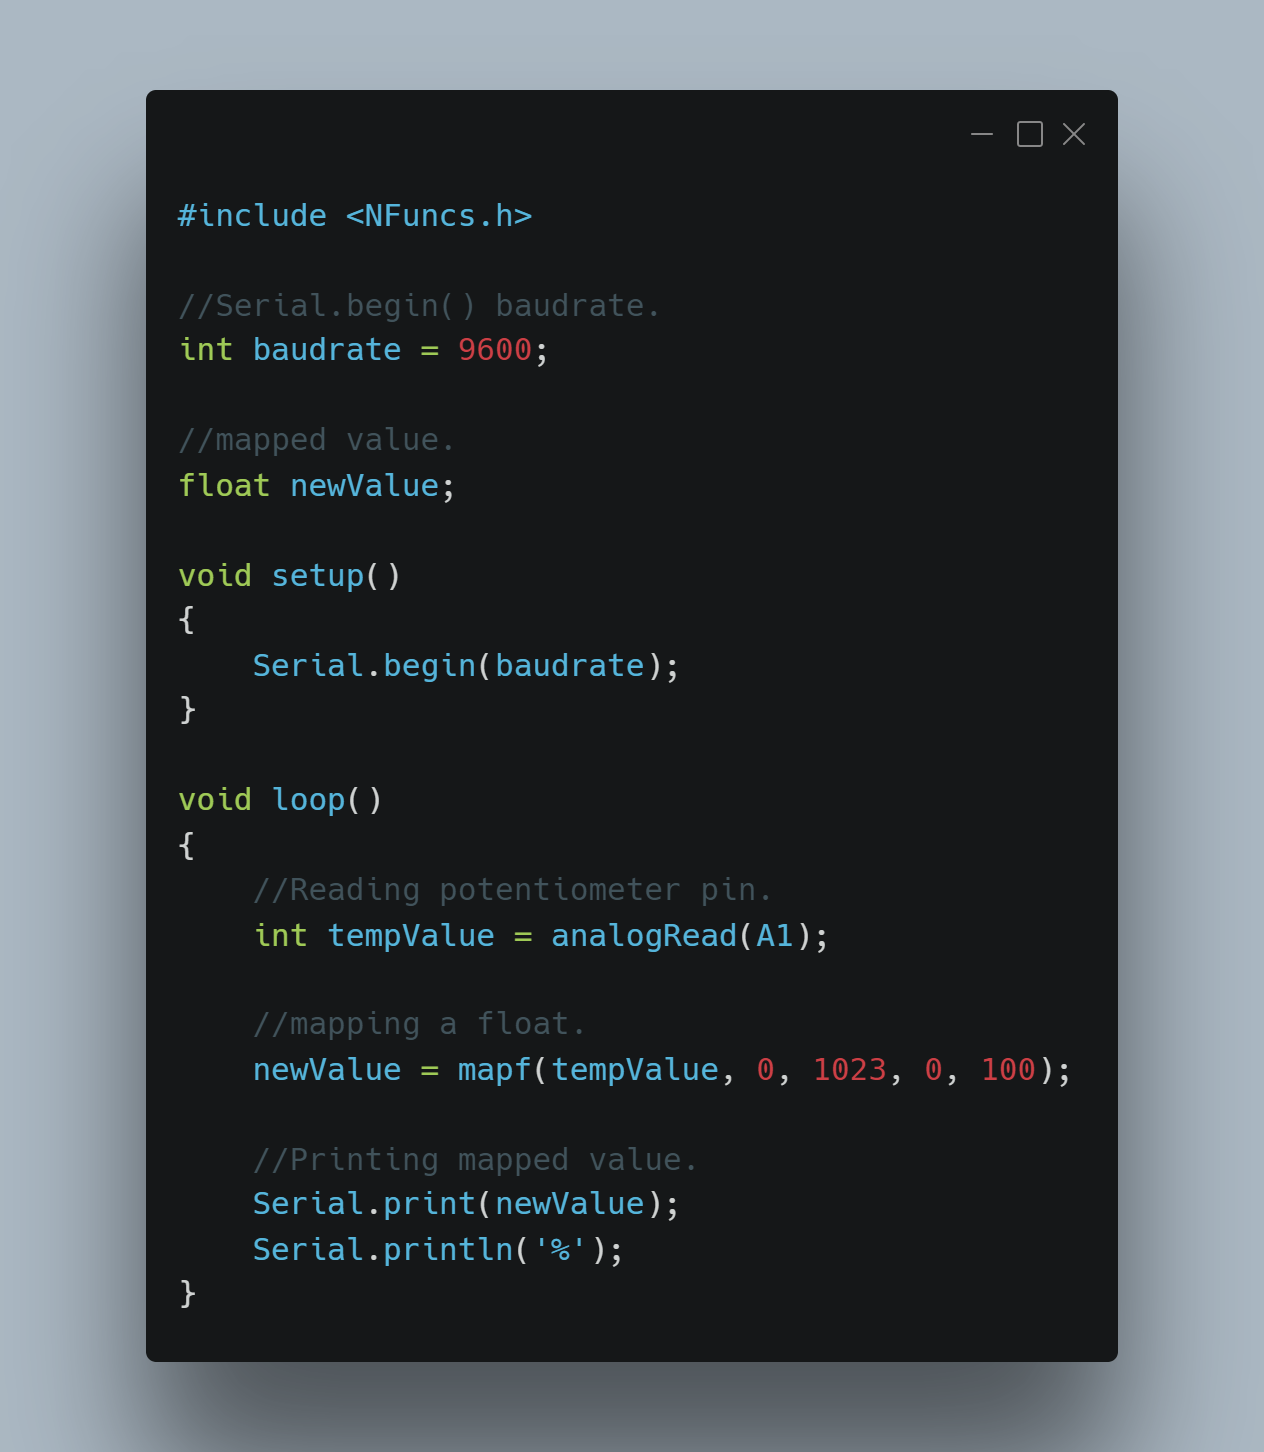 #include <NFuncs.h>
//Serial.begin() baudrate.
int baudrate = 9600;
//mapped value.
float newValue;
void setup()
{
    Serial.begin(baudrate);
}
void loop()
{
    //Reading potentiometer pin.
    int tempValue = analogRead(A1);
    //mapping a float.
    newValue = mapf(tempValue, 0, 1023, 0, 100);
    //Printing mapped value.
    Serial.print(newValue);
    Serial.println('%');
}